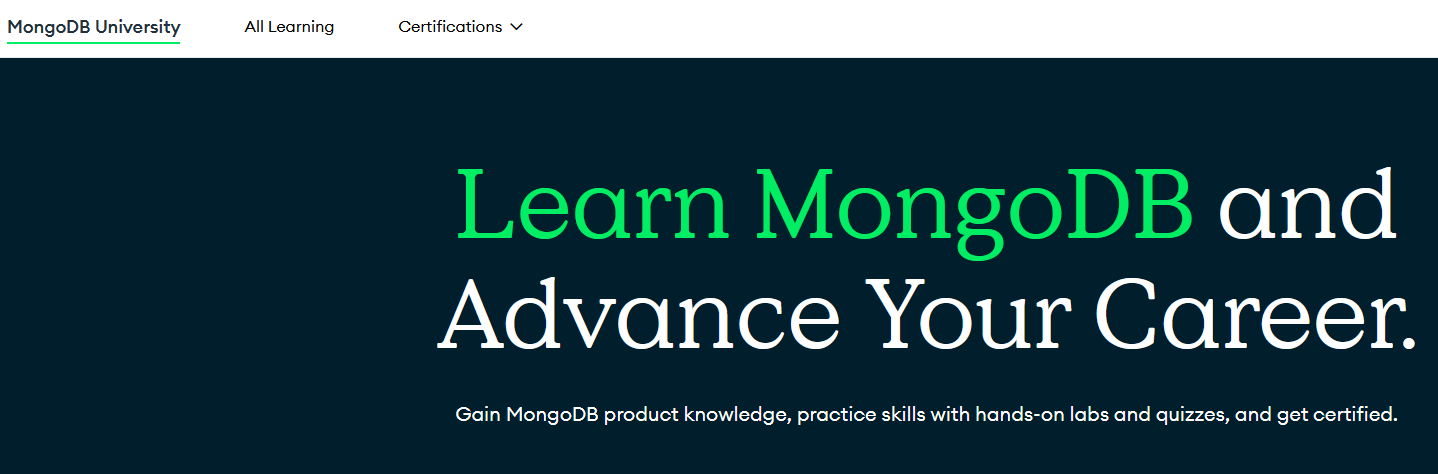 MongoDB University All Learning Certifications
Learn MongoDB and
Advance Your Career.
Gain MongoDB product knowledge, practice skills with hands-on labs and quizzes, and get certified.